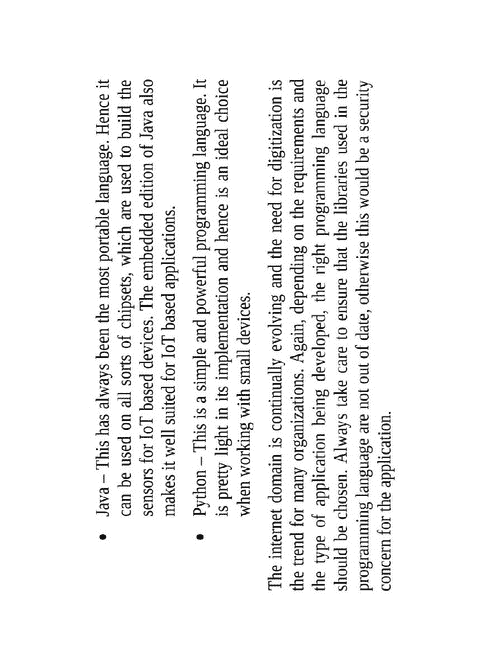 • Java – This has always been the most portable language. Hence it
can be used on all sorts of chipsets, which are used to build the
sensors for IoT based devices. The embedded edition of Java also
makes it well suited for IoT based applications.
• Python – This is a simple and powerful programming language. It
is pretty light in its implementation and hence is an ideal choice
when working with small devices.
The internet domain is continually evolving and the need for digitization is
the trend for many organizations. Again, depending on the requirements and
the type of application being developed, the right programming language
should be chosen. Always take care to ensure that the libraries used in the
programming language are not out of date, otherwise this would be a security
concern for the application.